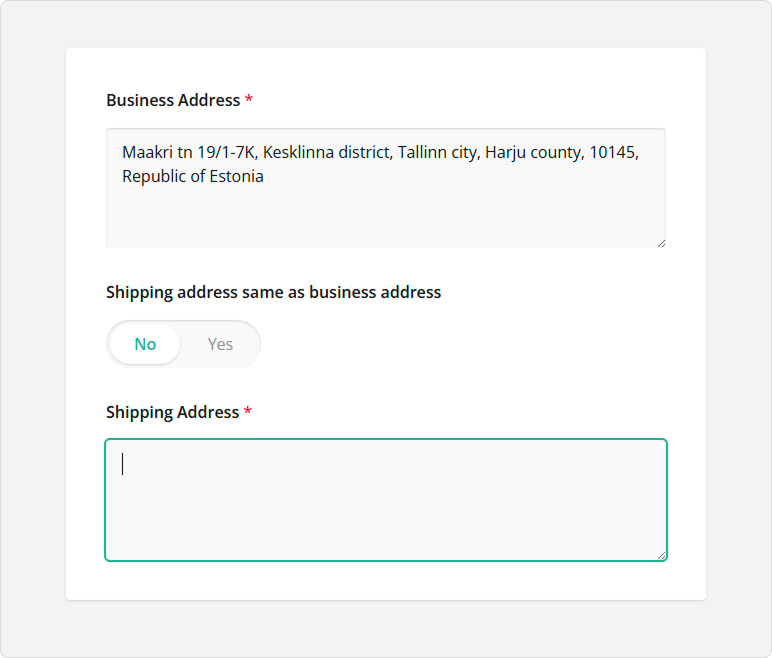 Business Address *
Maakri tn 19/1-7K, Kesklinna district, Tallinn city, Harju county, 10145,
Republic of Estonia
Shipping address same as business address
No Yes
Shipping Address *